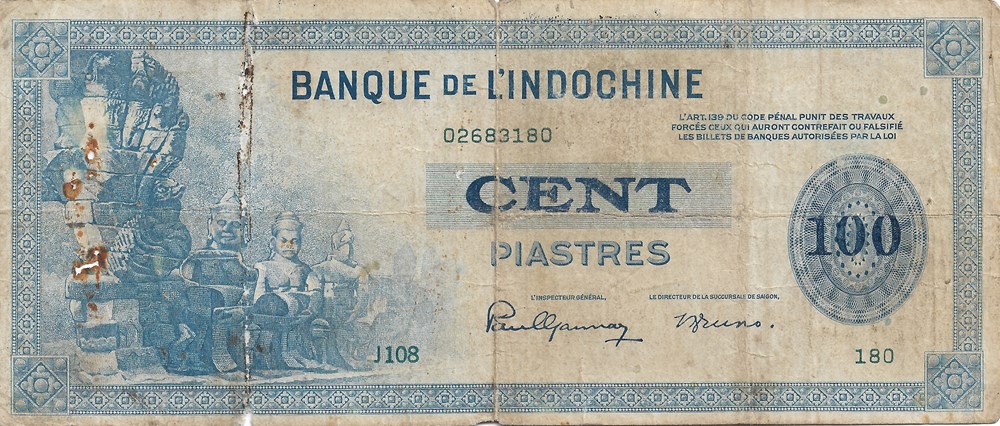 BANQUE DE L'INDOCHINE
02683180
L'ART. 139 DU CODE PÉNAL PUNIT DES TRAVAUX
FORCÉS CEUX QUI AURONT CONTREFAIT OU FALSIFIÉ
LES BILLETS DE BANQUES AUTORISÉES PAR LA LOI
CENT
PIASTRES
100
L'INSPECTEUR GÉNÉRAL,
LE DIRECTEUR DE LA SUCCURSALE DE SAIGON,
J108
180